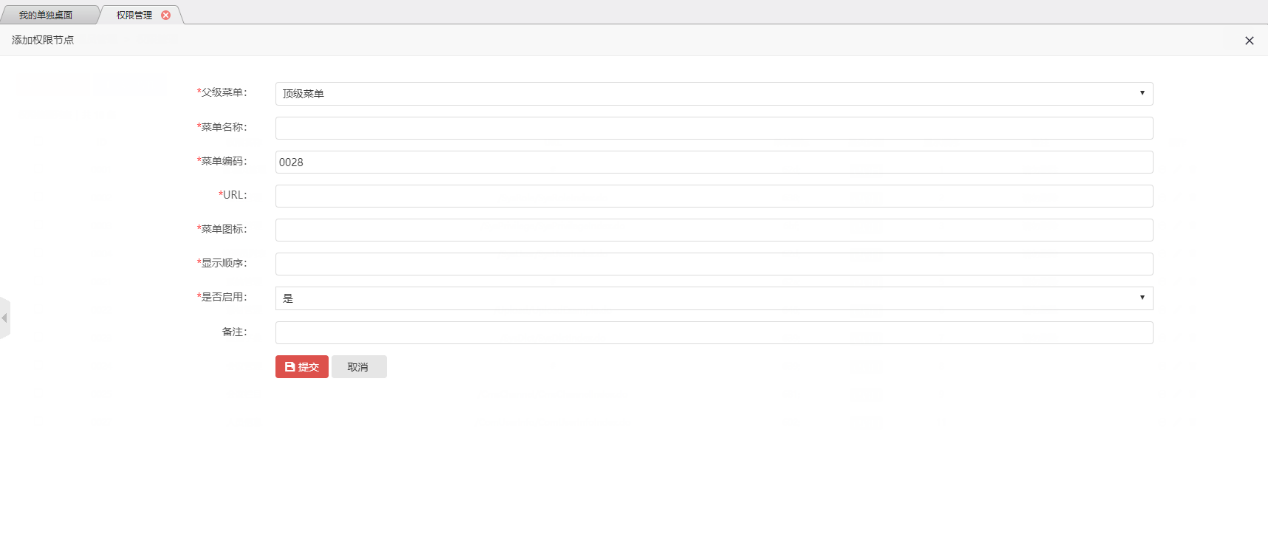 我的单独桌面 权限管理
添加权限节点
*父级菜单： 顶级菜单
*菜单名称：
*菜单编码： 0028
*URL：
*菜单图标：
*显示顺序：
*是否启用： 是
备注：
提交 取消